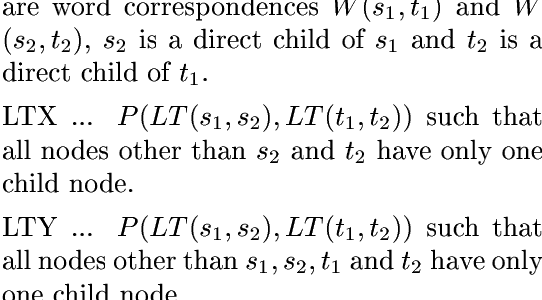 are word correspondences W(s₁, t₁) and W
(s₂, t₂), s₂ is a direct child of s₁ and t₂ is a
direct child of t₁.
LTX ... P(LT(s₁, s₂), LT(t₁, t₂)) such that
all nodes other than s₂ and t₂ have only one
child node.
LTY ... P(LT(s₁, s₂), LT(t₁, t₂)) such that
all nodes other than s₁, s₂, t₁ and t₂ have only
one child node